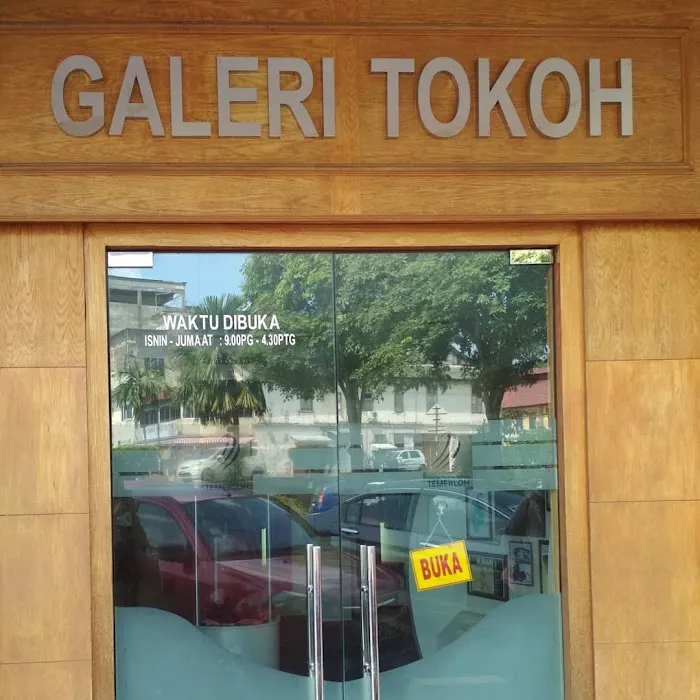 GALERI TOKOH
WAKTU DIBUKA
ISNIN - JUMAAT : 9.00PG - 4.30PTG
TEMERLOH
BUKA